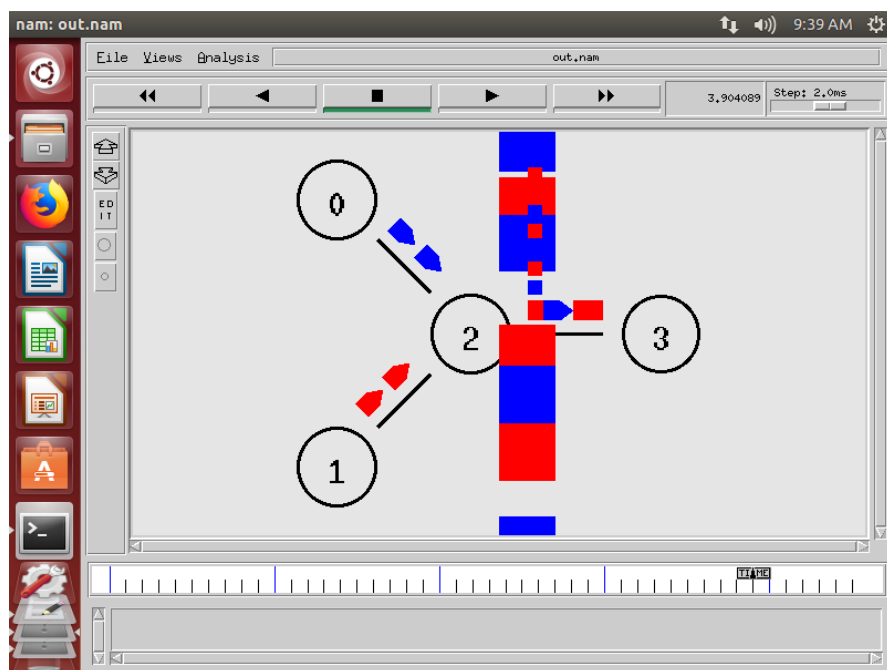 nam: out.nam
9:39 AM
File Views Analysis
out.nam
3.904089
Step: 2.0ms
ED
IT
0
2
3
1
TIME